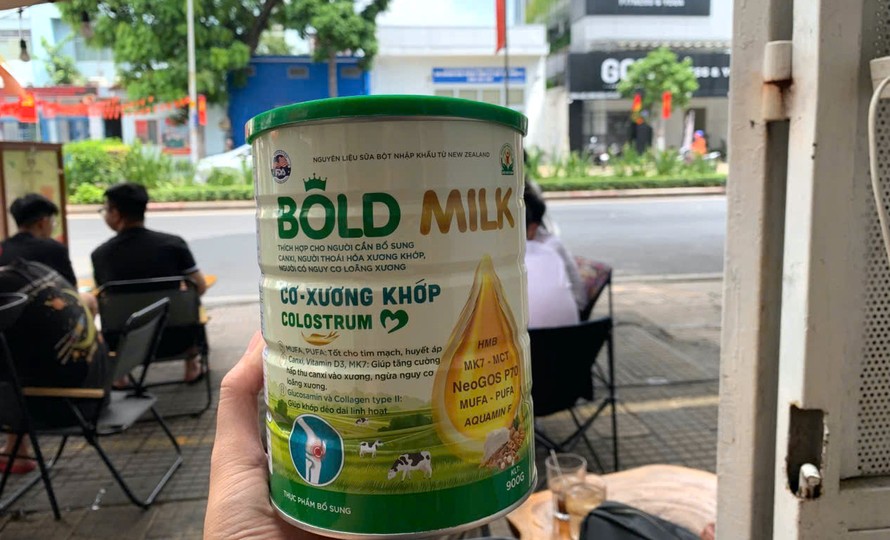 FITNESS & YOGA
GO
S & Y
FDA
NGUYÊN LIỆU SỮA BỘT NHẬP KHẨU TỪ NEW ZEALAND
BOLD MILK
THÍCH HỢP CHO NGƯỜI CẦN BỔ SUNG
CANXI, NGƯỜI THOÁI HÓA XƯƠNG KHỚP,
NGƯỜI CÓ NGUY CƠ LOÃNG XƯƠNG
CƠ-XƯƠNG KHỚP
COLOSTRUM
MUFA, PUFA: Tốt cho tim mạch, huyết áp
Canxi, Vitamin D3, MK7: Giúp tăng cường
hấp thu canxi vào xương, ngừa nguy cơ
loãng xương.
Glucosamin và Collagen type II:
Giúp khớp dẻo dai linh hoạt.
HMB
MK7 - MCT
NeoGOS P70
MUFA - PUFA
AQUAMIN F
THỰC PHẨM BỔ SUNG
KLT:
900G